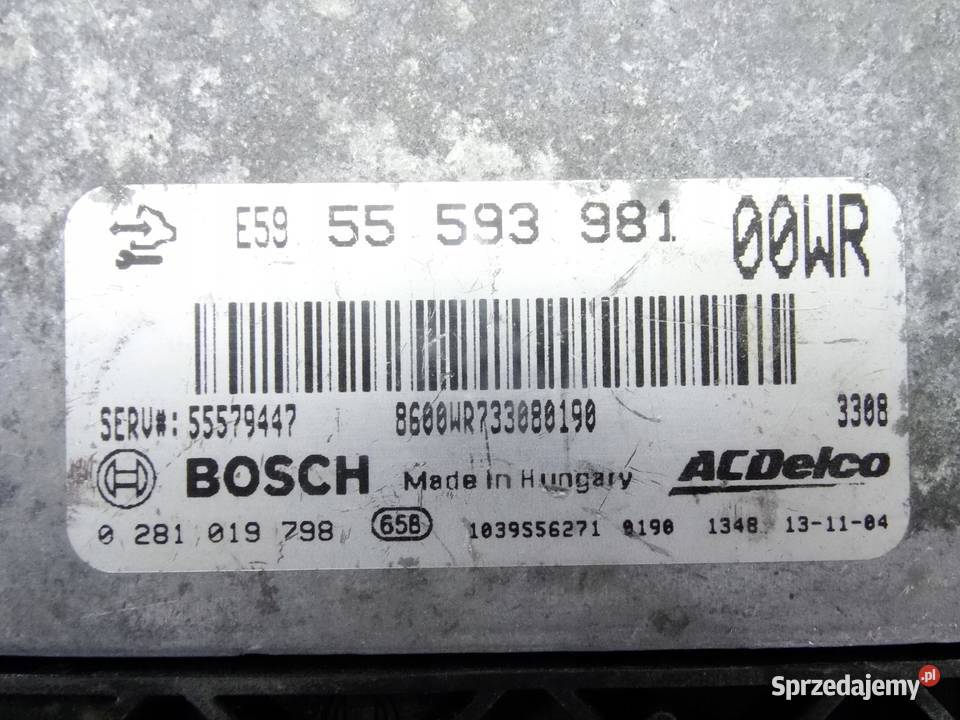 E59 55 593 981 00WR
SERV#: 55579447 8600WR733080190 3308
BOSCH Made in Hungary ACDelco
0 281 019 798 65B 1039S56271 0190 1348 13-11-04
Sprzedajemy.pl